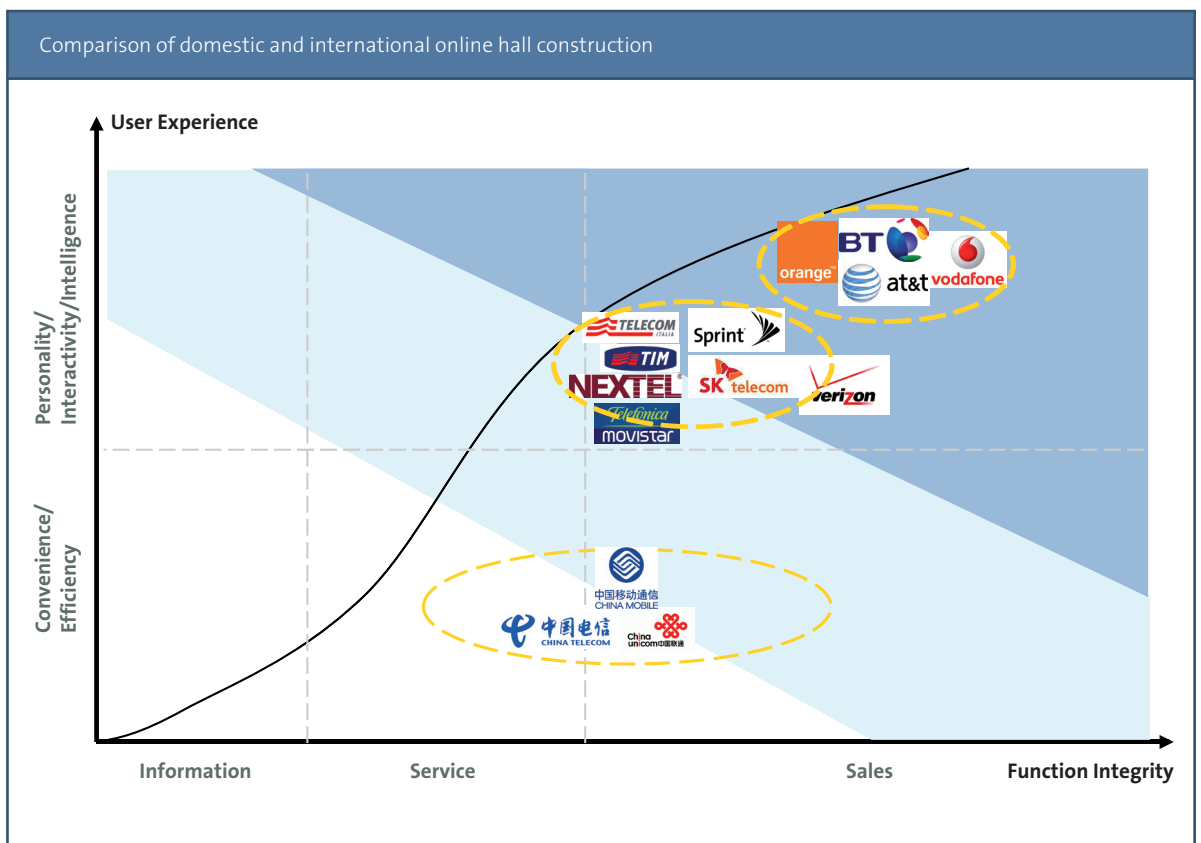 Comparison of domestic and international online hall construction
User Experience
Personality/
Interactivity/Intelligence
Convenience/
Efficiency
orange™
BT
at&t
vodafone
TELECOM
ITALIA
Sprint
TIM
NEXTEL®
SK telecom
verizon
Telefónica
movistar
中国移动通信
CHINA MOBILE
中国电信
CHINA TELECOM
China
unicom中国联通
Information
Service
Sales
Function Integrity